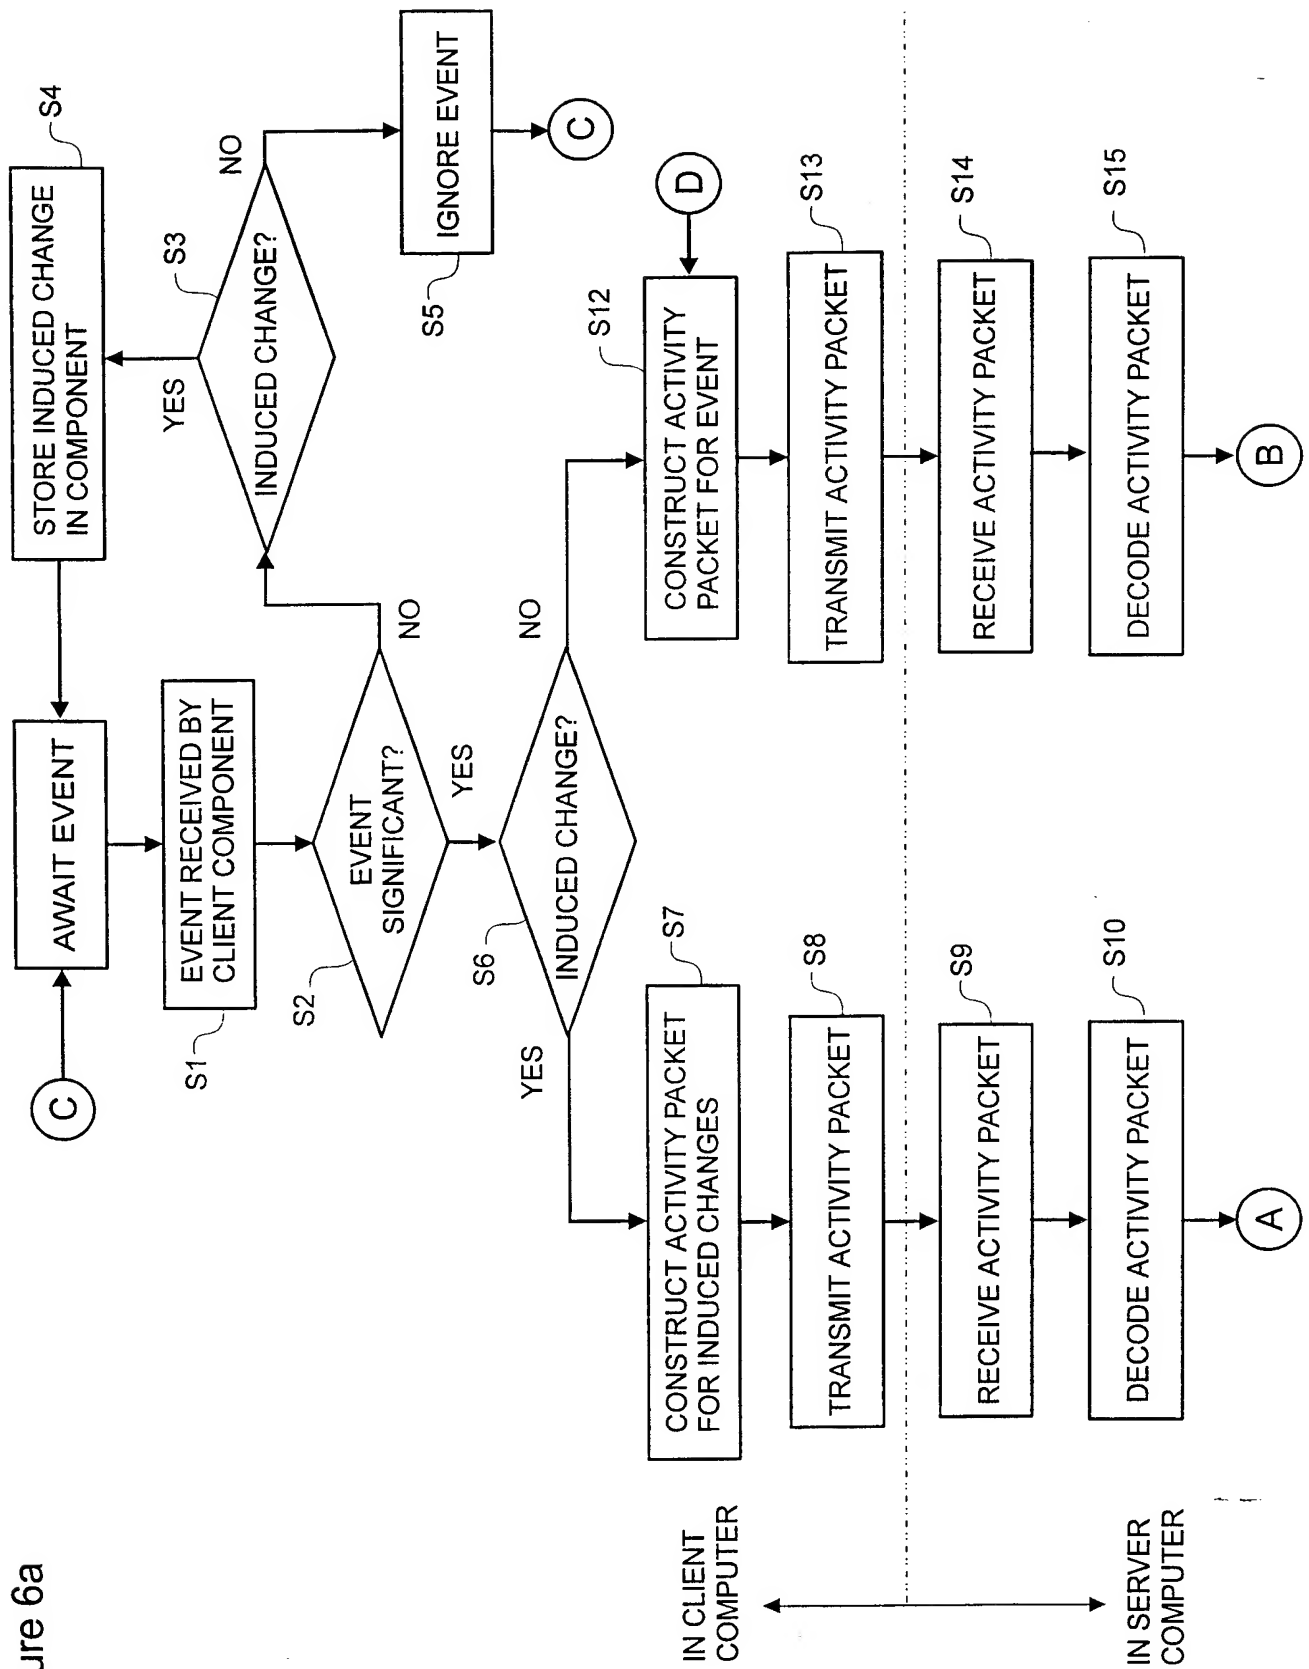 ure 6a
C
AWAIT EVENT
STORE INDUCED CHANGE
IN COMPONENT
S4
S1
EVENT RECEIVED BY
CLIENT COMPONENT
YES
S3
NO
INDUCED CHANGE?
S2
EVENT
SIGNIFICANT?
NO
S5
IGNORE EVENT
C
YES
S6
INDUCED CHANGE?
YES
NO
S7
CONSTRUCT ACTIVITY PACKET
FOR INDUCED CHANGES
S12
CONSTRUCT ACTIVITY
PACKET FOR EVENT
D
IN CLIENT
COMPUTER
TRANSMIT ACTIVITY PACKET
S8
TRANSMIT ACTIVITY PACKET
S13
RECEIVE ACTIVITY PACKET
S9
RECEIVE ACTIVITY PACKET
S14
IN SERVER
COMPUTER
DECODE ACTIVITY PACKET
S10
DECODE ACTIVITY PACKET
S15
A
B